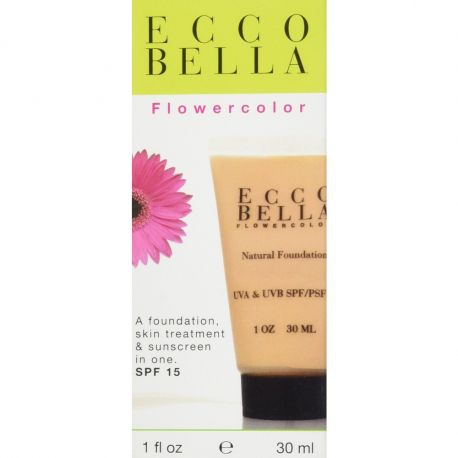 ECCO
BELLA
Flowercolor
ECCO
BELLA
FLOWERCOLOR
Natural Foundation
UVA & UVB SPF/PSF
1 OZ 30 ML
A foundation,
skin treatment
& sunscreen
in one.
SPF 15
1 fl oz e 30 ml